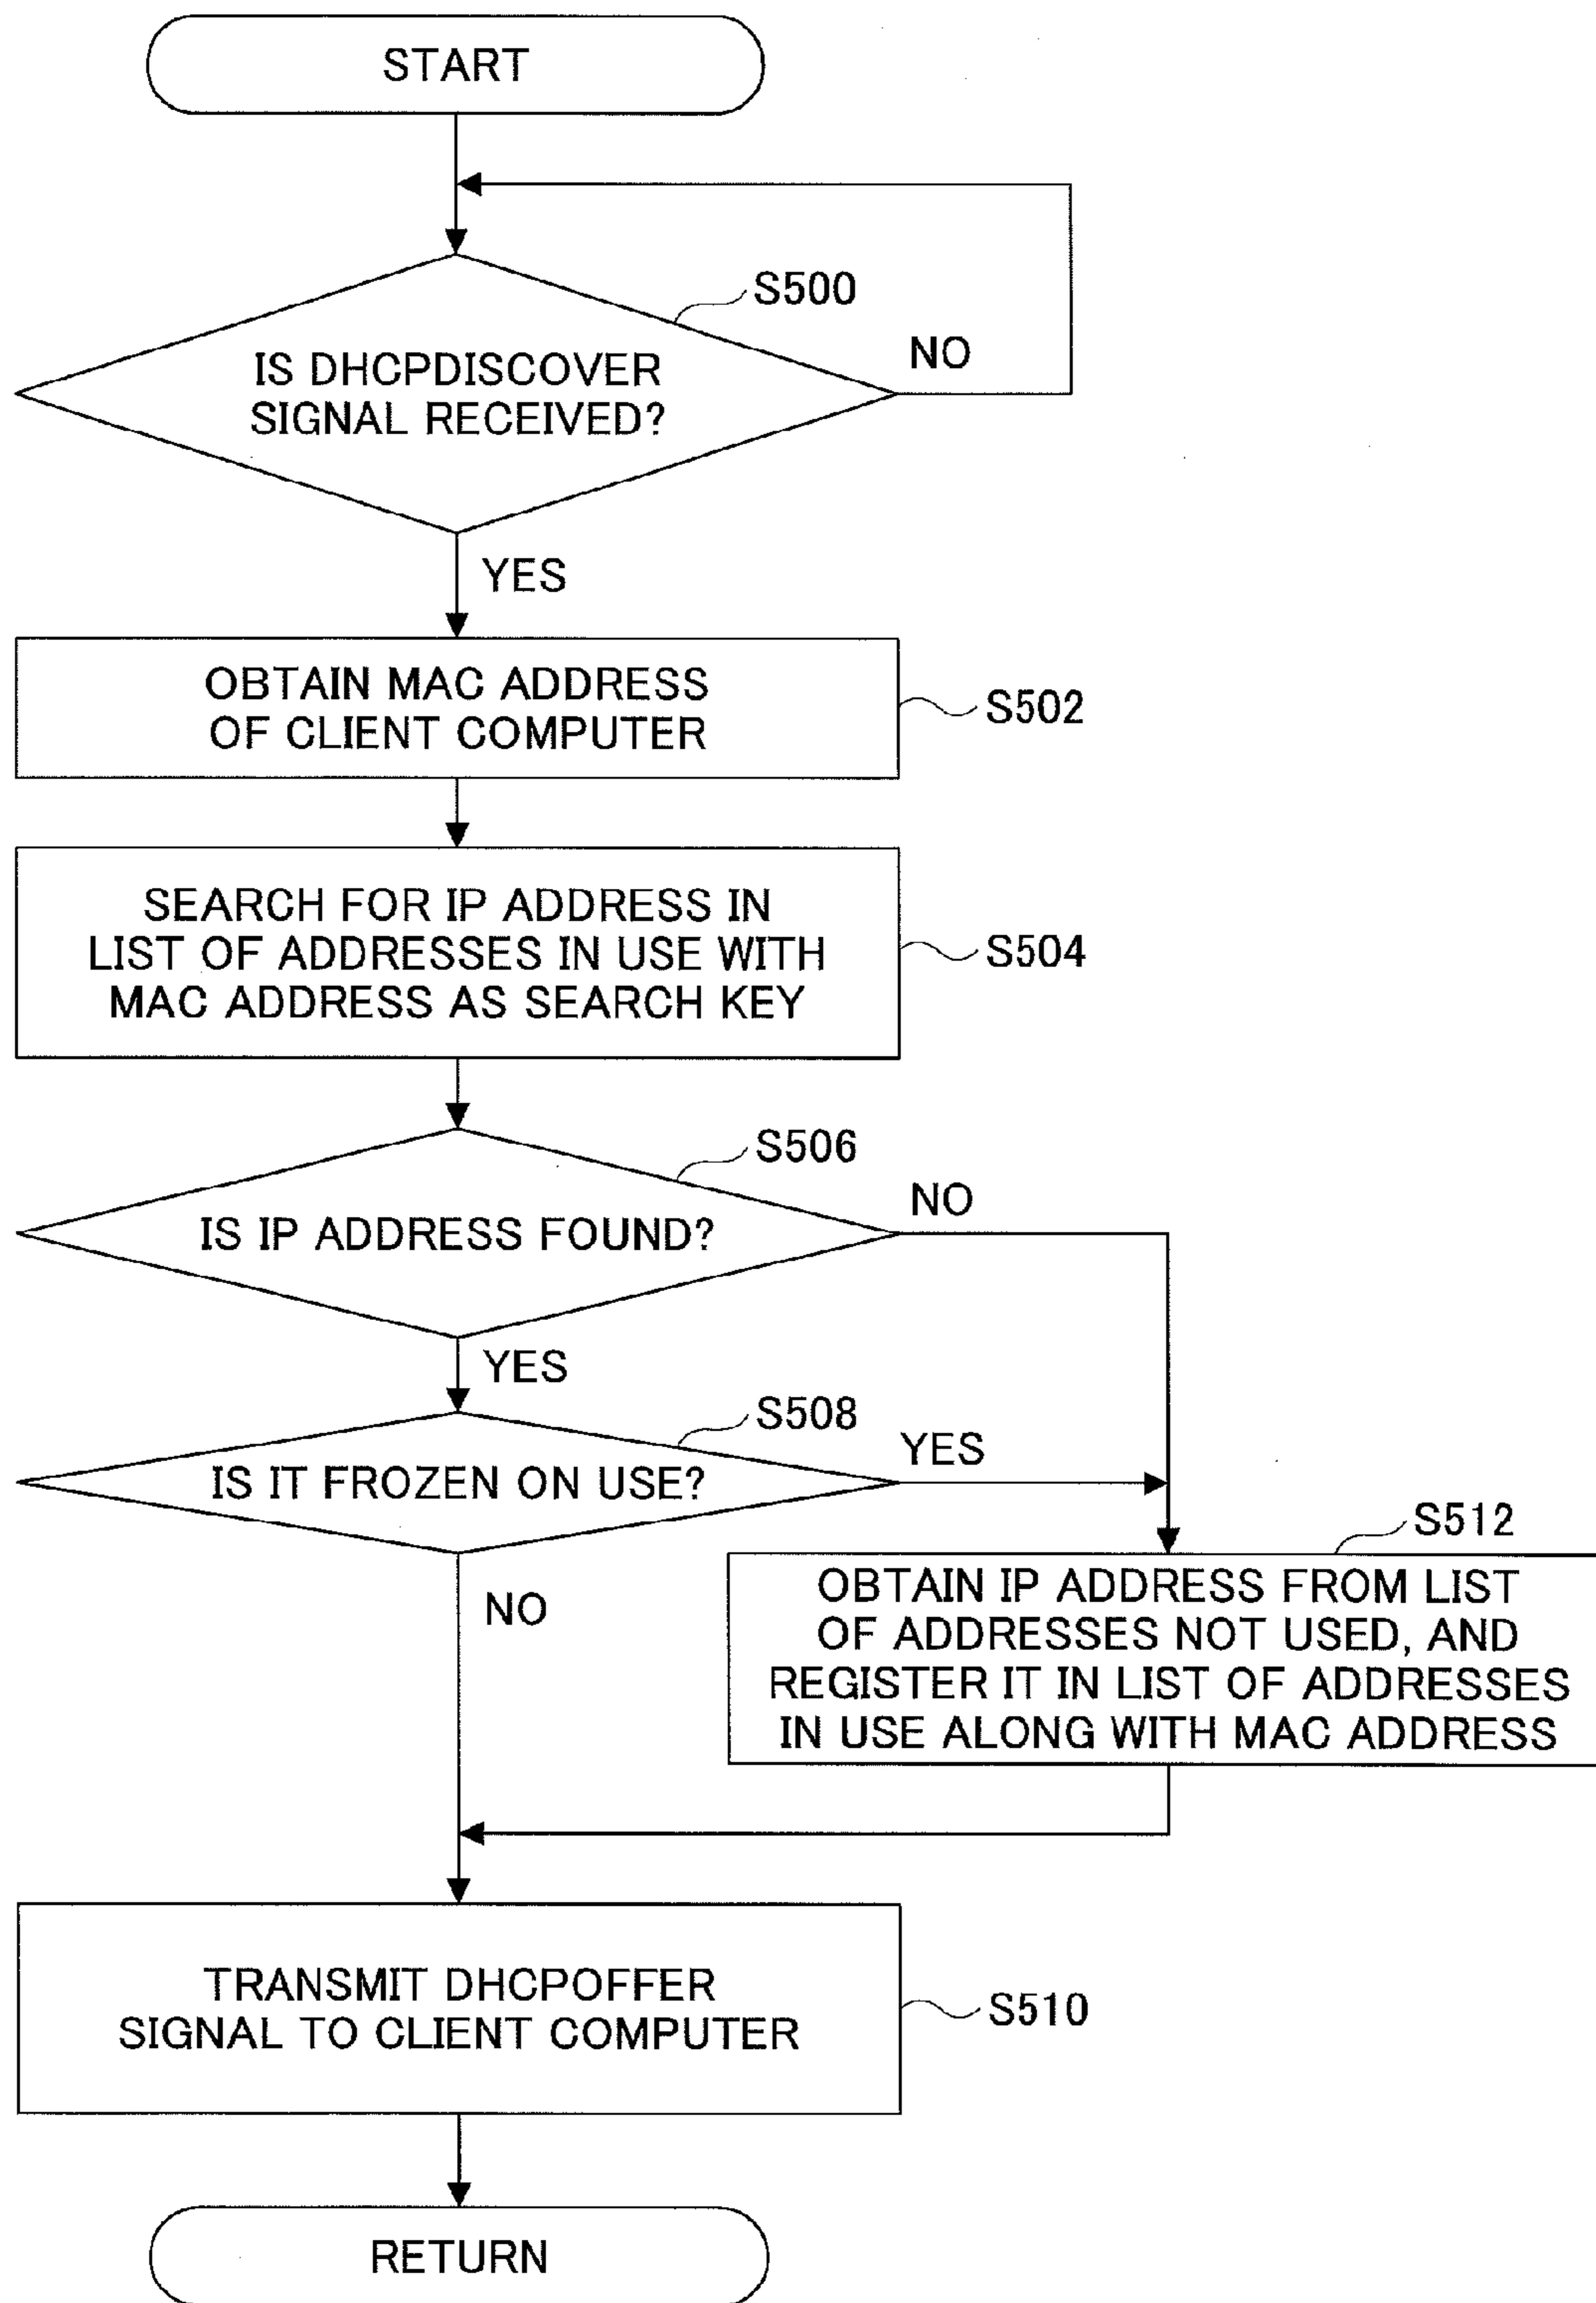 START
S500
IS DHCPDISCOVER
SIGNAL RECEIVED?
NO
YES
OBTAIN MAC ADDRESS
OF CLIENT COMPUTER
S502
SEARCH FOR IP ADDRESS IN
LIST OF ADDRESSES IN USE WITH
MAC ADDRESS AS SEARCH KEY
S504
S506
IS IP ADDRESS FOUND?
NO
YES
S508
IS IT FROZEN ON USE?
YES
NO
S512
OBTAIN IP ADDRESS FROM LIST
OF ADDRESSES NOT USED, AND
REGISTER IT IN LIST OF ADDRESSES
IN USE ALONG WITH MAC ADDRESS
TRANSMIT DHCPOFFER
SIGNAL TO CLIENT COMPUTER
S510
RETURN